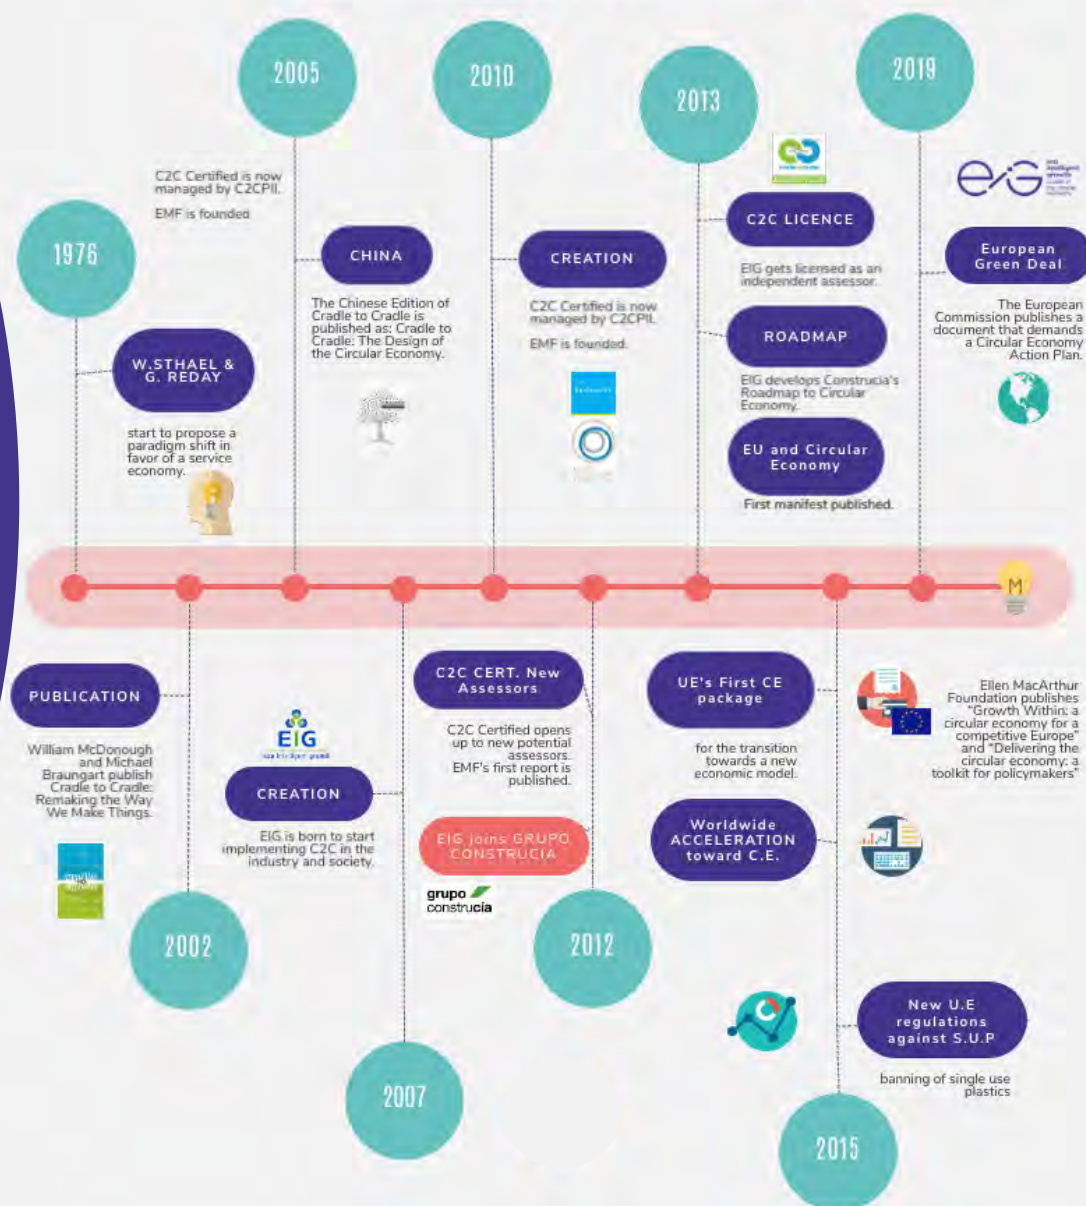 2005
2010
2013
2019
C2C Certified is now
managed by C2CPII.
EMF is founded
1976
CHINA
The Chinese Edition of
Cradle to Cradle is
published as: Cradle to
Cradle: The Design of
the Circular Economy.
CREATION
C2C Certified is now
managed by C2CPII.
EMF is founded.
C2C LICENCE
EIG gets licensed as an
independent assessor.
ROADMAP
EIG develops Construcia's
Roadmap to Circular
Economy.
EU and Circular
Economy
First manifest published.
eiG
European
Green Deal
The European
Commission publishes a
document that demands
a Circular Economy
Action Plan.
W.STHAEL &
G. REDAY
start to propose a
paradigm shift in
favor of a service
economy.
M
PUBLICATION
William McDonough
and Michael
Braungart publish
Cradle to Cradle:
Remaking the Way
We Make Things.
2002
EIG
CREATION
EIG is born to start
implementing C2C in the
industry and society.
2007
C2C CERT. New
Assessors
C2C Certified opens
up to new potential
assessors.
EMF's first report is
published.
EIG joins GRUPO
CONSTRUCIA
grupo
construcía
2012
UE's First CE
package
for the transition
towards a new
economic model.
Worldwide
ACCELERATION
toward C.E.
Ellen MacArthur
Foundation publishes
"Growth Within: a
circular economy for a
competitive Europe"
and "Delivering the
circular economy: a
toolkit for policymakers"
New U.E
regulations
against S.U.P
banning of single use
plastics
2015